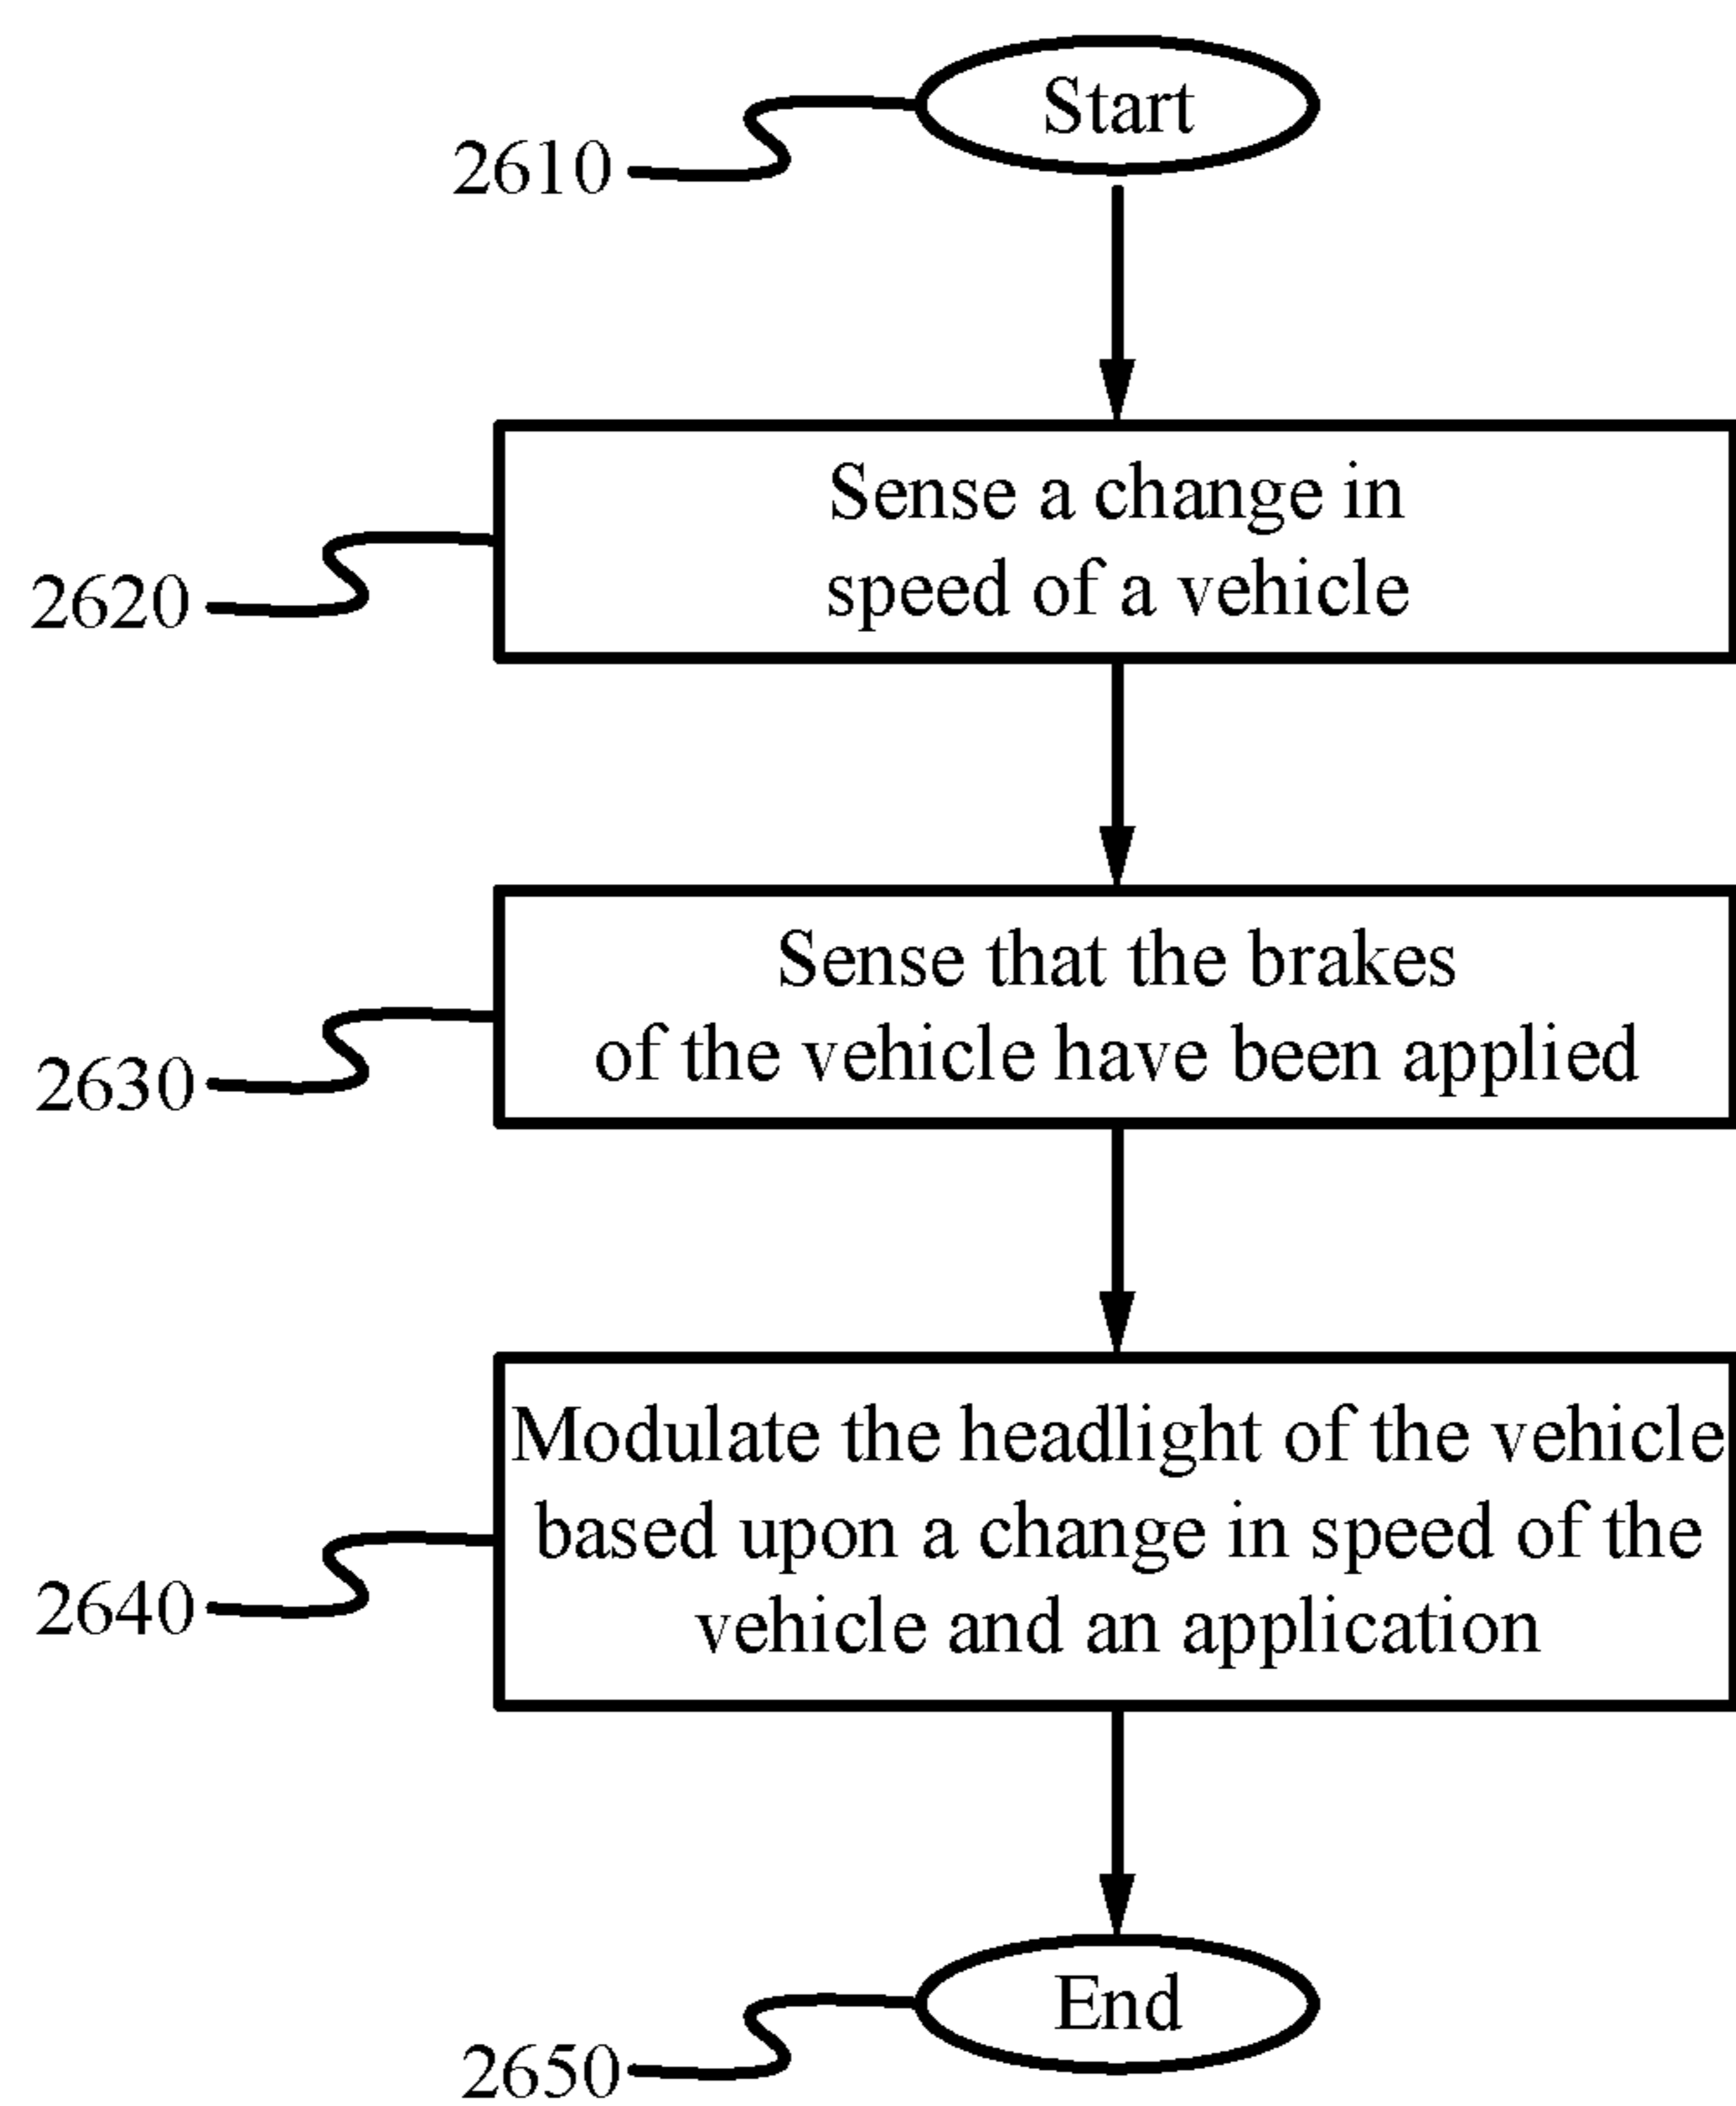 Start
2610
Sense a change in
speed of a vehicle
2620
Sense that the brakes
of the vehicle have been applied
2630
Modulate the headlight of the vehicle
based upon a change in speed of the
vehicle and an application
2640
End
2650